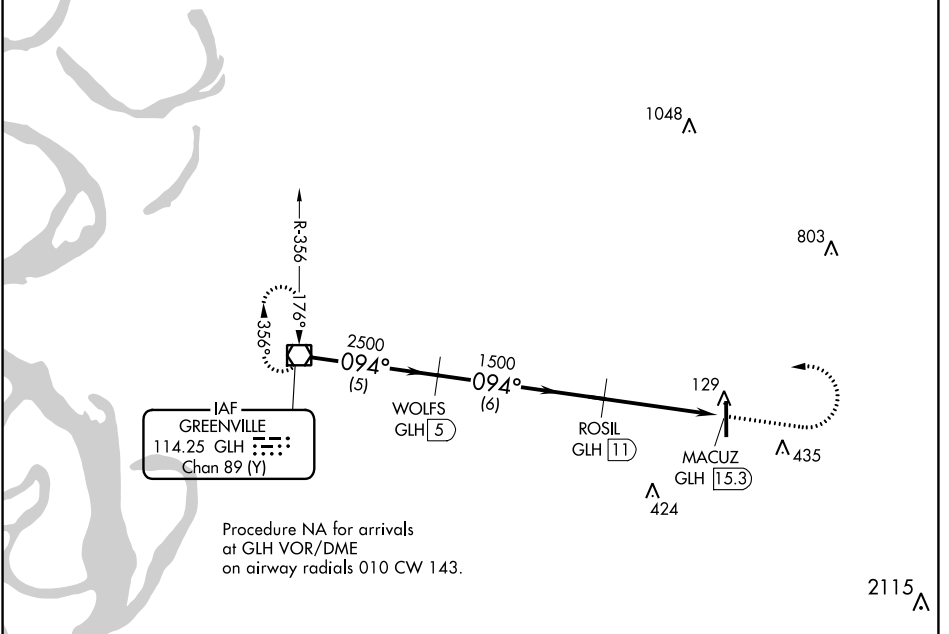 1048
803
R-356
176°
356°
2500
094°
(5)
1500
094°
(6)
WOLFS
GLH 5
ROSIL
GLH 11
129
MACUZ
GLH 15.3
435
424
IAF
GREENVILLE
114.25 GLH
Chan 89 (Y)
Procedure NA for arrivals
at GLH VOR/DME
on airway radials 010 CW 143.
2115